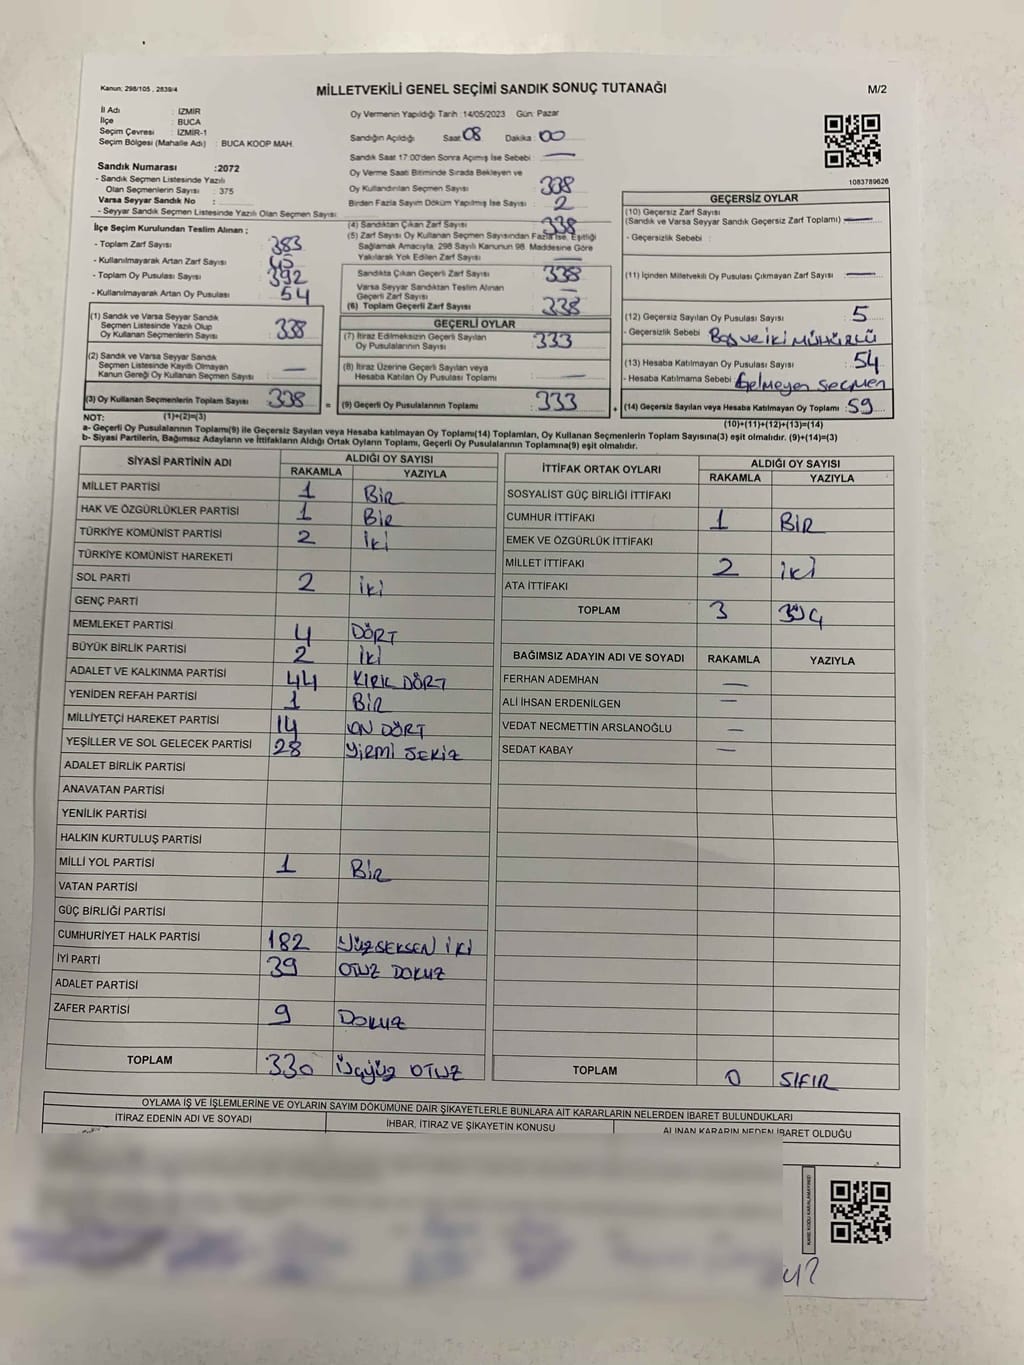 Kanun; 298/105 , 2839/4
MİLLETVEKİLİ GENEL SEÇİMİ SANDIK SONUÇ TUTANAĞI
M/2
İl Adı : İZMİR
İlçe : BUCA
Seçim Çevresi : İZMİR-1
Seçim Bölgesi (Mahalle Adı) : BUCA KOOP MAH.
Sandık Numarası :2072
- Sandık Seçmen Listesinde Yazılı
Olan Seçmenlerin Sayısı : 375
Varsa Seyyar Sandık No :
- Seyyar Sandık Seçmen Listesinde Yazılı Olan Seçmen Sayısı :
İlçe Seçim Kurulundan Teslim Alınan ;
- Toplam Zarf Sayısı : 383
- Kullanılmayarak Artan Zarf Sayısı : 45
- Toplam Oy Pusulası Sayısı : 392
- Kullanılmayarak Artan Oy Pusulası : 54
(1) Sandık ve Varsa Seyyar Sandık
Seçmen Listesinde Yazılı Olup
Oy Kullanan Seçmenlerin Sayısı : 338
(2) Sandık ve Varsa Seyyar Sandık
Seçmen Listesinde Kayıtlı Olmayan
Kanun Gereği Oy Kullanan Seçmen Sayısı : —
(3) Oy Kullanan Seçmenlerin Toplam Sayısı : 338
Oy Vermenin Yapıldığı Tarih :14/05/2023 Gün: Pazar
Sandığın Açıldığı Saat : 08 Dakika : 00
Sandık Saat 17:00'den Sonra Açımış İse Sebebi : —
Oy Verme Saati Bitiminde Sırada Bekleyen ve
Oy Kullandırılan Seçmen Sayısı : 338
Birden Fazla Sayım Döküm Yapılmış İse Sayısı : 2
(4) Sandıktan Çıkan Zarf Sayısı : 338
(5) Zarf Sayısı Oy Kullanan Seçmen Sayısından Fazla ise, Eşitliği
Sağlamak Amacıyla, 298 Sayılı Kanunun 98. Maddesine Göre
Yakılarak Yok Edilen Zarf Sayısı : —
Sandıkta Çıkan Geçerli Zarf Sayısı : 338
Varsa Seyyar Sandıktan Teslim Alınan
Geçerli Zarf Sayısı : —
(6) Toplam Geçerli Zarf Sayısı : 338
GEÇERLİ OYLAR
(7) İtiraz Edilmeksizin Geçerli Sayılan
Oy Pusulalarının Sayısı : 333
(8) İtiraz Üzerine Geçerli Sayılan veya
Hesaba Katılan Oy Pusulası Toplamı : —
= (9) Geçerli Oy Pusulalarının Toplamı : 333
1083789626
GEÇERSİZ OYLAR
(10) Geçersiz Zarf Sayısı
(Sandık ve Varsa Seyyar Sandık Geçersiz Zarf Toplamı) : —
- Geçersizlik Sebebi :
(11) İçinden Milletvekili Oy Pusulası Çıkmayan Zarf Sayısı : —
(12) Geçersiz Sayılan Oy Pusulası Sayısı : 5
- Geçersizlik Sebebi : Boş ve iki MÜHÜRLÜ
(13) Hesaba Katılmayan Oy Pusulası Sayısı : 54
- Hesaba Katılmama Sebebi : Gelmeyen Seçmen
+ (14) Geçersiz Sayılan veya Hesaba Katılmayan Oy Toplamı : 59
NOT: (1)+(2)=(3)
(10)+(11)+(12)+(13)=(14)
a- Geçerli Oy Pusulalarının Toplamı(9) ile Geçersiz Sayılan veya Hesaba katılmayan Oy Toplamı(14) Toplamları, Oy Kullanan Seçmenlerin Toplam Sayısına(3) eşit olmalıdır. (9)+(14)=(3)
b- Siyasi Partilerin, Bağımsız Adayların ve İttifakların Aldığı Ortak Oyların Toplamı, Geçerli Oy Pusulalarının Toplamına(9) eşit olmalıdır.
SİYASİ PARTİNİN ADI ALDIĞI OY SAYISI
RAKAMLA YAZIYLA
MİLLET PARTİSİ 1 Bir
HAK VE ÖZGÜRLÜKLER PARTİSİ 1 Bir
TÜRKİYE KOMÜNİST PARTİSİ 2 İki
TÜRKİYE KOMÜNİST HAREKETİ
SOL PARTİ 2 iki
GENÇ PARTİ
MEMLEKET PARTİSİ 4 DÖRT
BÜYÜK BİRLİK PARTİSİ 2 İki
ADALET VE KALKINMA PARTİSİ 44 KIRK DÖRT
YENİDEN REFAH PARTİSİ 1 Bir
MİLLİYETÇİ HAREKET PARTİSİ 14 ON DÖRT
YEŞİLLER VE SOL GELECEK PARTİSİ 28 Yirmi SEKİZ
ADALET BİRLİK PARTİSİ
ANAVATAN PARTİSİ
YENİLİK PARTİSİ
HALKIN KURTULUŞ PARTİSİ
MİLLİ YOL PARTİSİ 1 Bir
VATAN PARTİSİ
GÜÇ BİRLİĞİ PARTİSİ
CUMHURİYET HALK PARTİSİ 182 YÜZSEKSEN İKİ
İYİ PARTİ 39 OTUZ DOKUZ
ADALET PARTİSİ
ZAFER PARTİSİ 9 DOKUZ
TOPLAM 330 Üçyüz OTUZ
İTTİFAK ORTAK OYLARI ALDIĞI OY SAYISI
RAKAMLA YAZIYLA
SOSYALİST GÜÇ BİRLİĞİ İTTİFAKI
CUMHUR İTTİFAKI 1 BİR
EMEK VE ÖZGÜRLÜK İTTİFAKI
MİLLET İTTİFAKI 2 iki
ATA İTTİFAKI
TOPLAM 3
BAĞIMSIZ ADAYIN ADI VE SOYADI RAKAMLA YAZIYLA
FERHAN ADEMHAN —
ALİ İHSAN ERDENİLGEN —
VEDAT NECMETTİN ARSLANOĞLU —
SEDAT KABAY —
TOPLAM 0 SIFIR
OYLAMA İŞ VE İŞLEMLERİNE VE OYLARIN SAYIM DÖKÜMÜNE DAİR ŞİKAYETLERLE BUNLARA AİT KARARLARIN NELERDEN İBARET BULUNDUKLARI
İTİRAZ EDENİN ADI VE SOYADI İHBAR, İTİRAZ VE ŞİKAYETİN KONUSU ALINAN KARARIN NEDEN İBARET OLDUĞU
KARE KODU KARALAMAYINIZ!